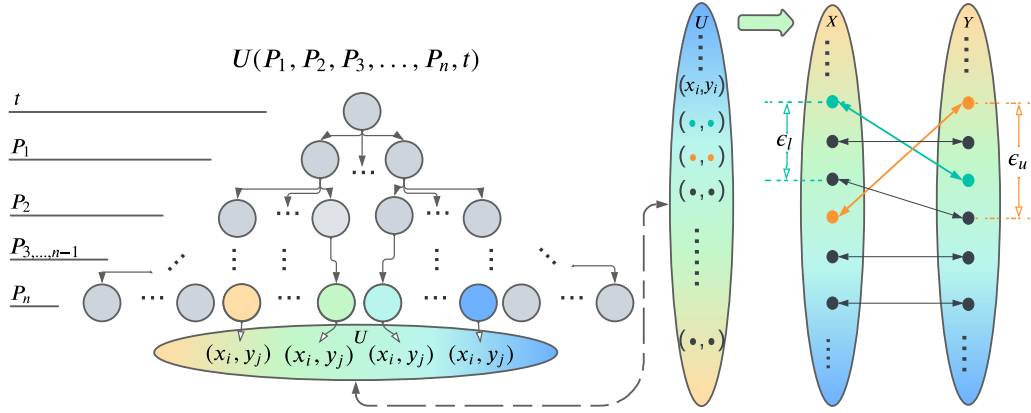 U(P₁, P₂, P₃, ..., Pₙ, t)
t
P₁
...
P₂
... ...
P₃,...,ₙ₋₁
Pₙ
... ... ... ...
U
(xᵢ, yⱼ) (xᵢ, yⱼ) (xᵢ, yⱼ) (xᵢ, yⱼ)
U
(xᵢ,yᵢ)
(•,•)
(•,•)
(•,•)
(•,•)
X
Y
ϵₗ
ϵᵤ